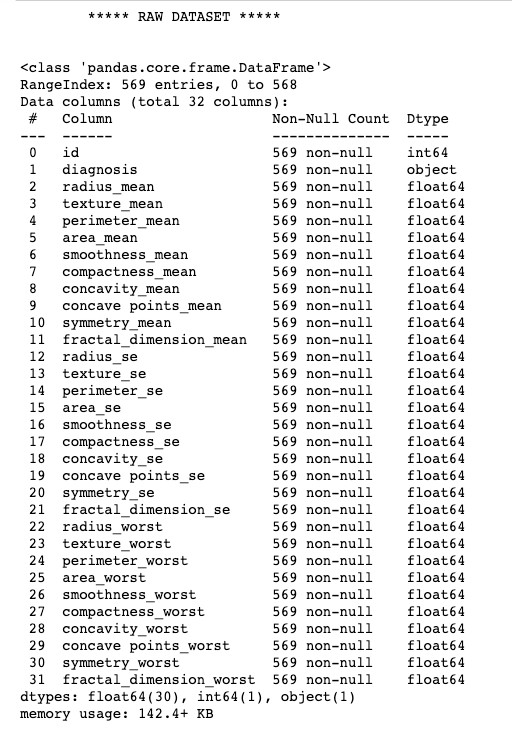 ***** RAW DATASET *****
<class 'pandas.core.frame.DataFrame'>
RangeIndex: 569 entries, 0 to 568
Data columns (total 32 columns):
 #   Column                   Non-Null Count  Dtype
---  ------                   --------------  -----
 0   id                       569 non-null    int64
 1   diagnosis                569 non-null    object
 2   radius_mean              569 non-null    float64
 3   texture_mean             569 non-null    float64
 4   perimeter_mean           569 non-null    float64
 5   area_mean                569 non-null    float64
 6   smoothness_mean          569 non-null    float64
 7   compactness_mean         569 non-null    float64
 8   concavity_mean           569 non-null    float64
 9   concave points_mean      569 non-null    float64
 10  symmetry_mean            569 non-null    float64
 11  fractal_dimension_mean   569 non-null    float64
 12  radius_se                569 non-null    float64
 13  texture_se               569 non-null    float64
 14  perimeter_se             569 non-null    float64
 15  area_se                  569 non-null    float64
 16  smoothness_se            569 non-null    float64
 17  compactness_se           569 non-null    float64
 18  concavity_se             569 non-null    float64
 19  concave points_se        569 non-null    float64
 20  symmetry_se              569 non-null    float64
 21  fractal_dimension_se     569 non-null    float64
 22  radius_worst             569 non-null    float64
 23  texture_worst            569 non-null    float64
 24  perimeter_worst          569 non-null    float64
 25  area_worst               569 non-null    float64
 26  smoothness_worst         569 non-null    float64
 27  compactness_worst        569 non-null    float64
 28  concavity_worst          569 non-null    float64
 29  concave points_worst     569 non-null    float64
 30  symmetry_worst           569 non-null    float64
 31  fractal_dimension_worst  569 non-null    float64
dtypes: float64(30), int64(1), object(1)
memory usage: 142.4+ KB